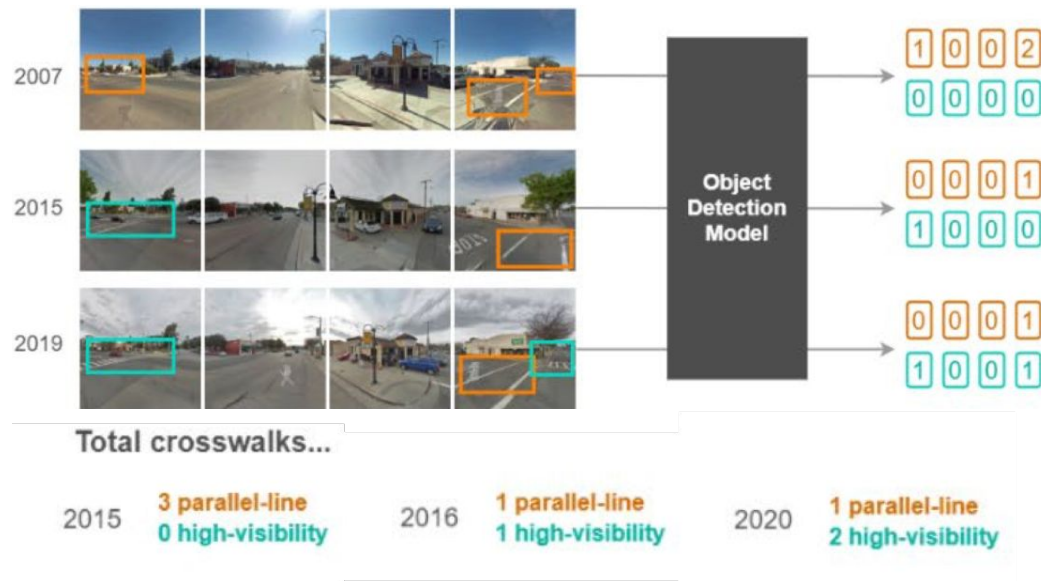 2007
1 0 0 2
0 0 0 0
2015
STOP
Object
Detection
Model
0 0 0 1
1 0 0 0
2019
0 0 0 1
1 0 0 1
Total crosswalks...
2015
3 parallel-line
0 high-visibility
2016
1 parallel-line
1 high-visibility
2020
1 parallel-line
2 high-visibility